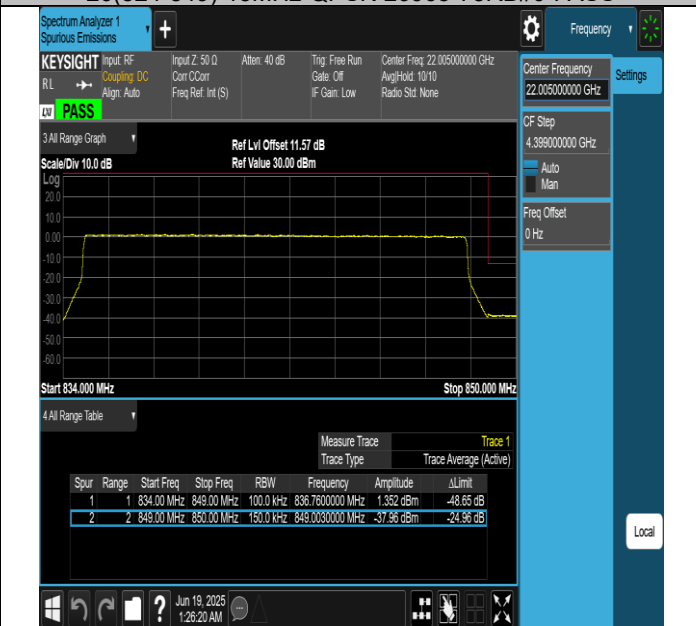 Spectrum Analyzer 1
Spurious Emissions
Frequency
KEYSIGHT
RL
LXI
PASS
Input: RF
Coupling: DC
Align: Auto
Input Z: 50 Ω
Corr CCorr
Freq Ref: Int (S)
Atten: 40 dB
Trig: Free Run
Gate: Off
IF Gain: Low
Center Freq: 22.005000000 GHz
Avg|Hold: 10/10
Radio Std: None
Center Frequency
22.005000000 GHz
Settings
CF Step
4.399000000 GHz
Auto
Man
Freq Offset
0 Hz
3 All Range Graph
Ref Lvl Offset 11.57 dB
Scale/Div 10.0 dB
Ref Value 30.00 dBm
Log
20.0
10.0
0.00
-10.0
-20.0
-30.0
-40.0
-50.0
-60.0
Start 834.000 MHz
Stop 850.000 MHz
4 All Range Table
Measure Trace Trace 1
Trace Type Trace Average (Active)
Spur Range Start Freq Stop Freq RBW Frequency Amplitude ΔLimit
1 1 834.00 MHz 849.00 MHz 100.0 kHz 836.7600000 MHz 1.352 dBm -48.65 dB
2 2 849.00 MHz 850.00 MHz 150.0 kHz 849.0030000 MHz -37.96 dBm -24.96 dB
Local
Jun 19, 2025
1:26:20 AM